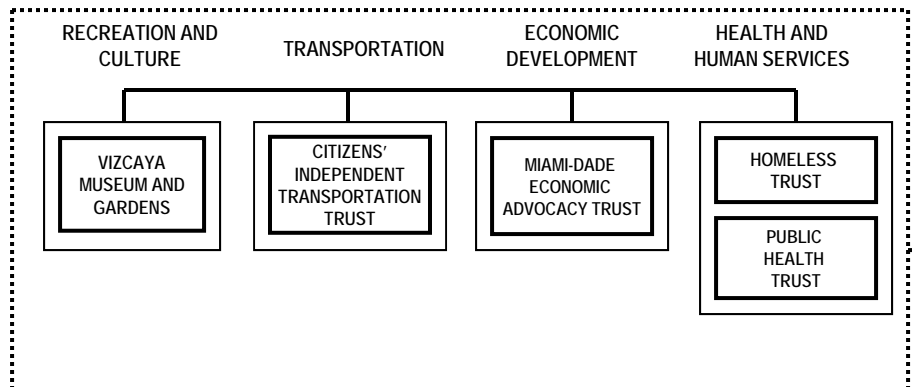 RECREATION AND
CULTURE
TRANSPORTATION
ECONOMIC
DEVELOPMENT
HEALTH AND
HUMAN SERVICES
VIZCAYA
MUSEUM AND
GARDENS
CITIZENS'
INDEPENDENT
TRANSPORTATION
TRUST
MIAMI-DADE
ECONOMIC
ADVOCACY TRUST
HOMELESS
TRUST
PUBLIC
HEALTH
TRUST